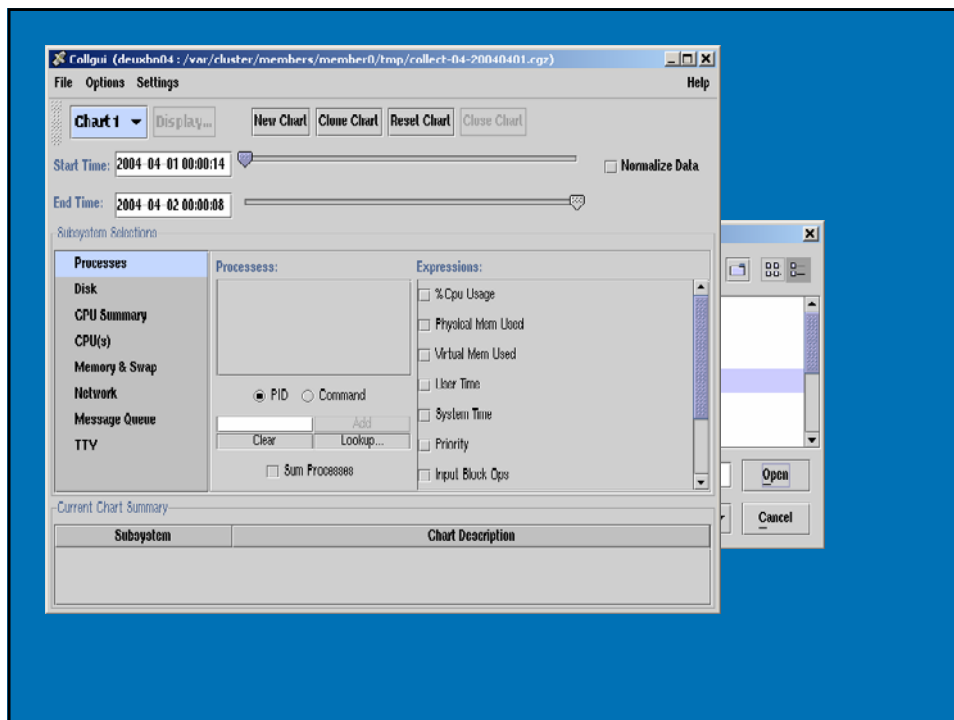 Collgui (deuxbn04 : /var/cluster/members/member0/tmp/collect-04-20040401.cgz)
File Options Settings Help
Chart 1 Display... New Chart Clone Chart Reset Chart Close Chart
Start Time: 2004-04-01 00:00:14 Normalize Data
End Time: 2004-04-02 00:00:08
Subsystem Selections
Processes
Disk
CPU Summary
CPU(s)
Memory & Swap
Network
Message Queue
TTY
Processess:
PID Command
Add
Clear Lookup...
Sum Processes
Expressions:
%Cpu Usage
Physical Mem Used
Virtual Mem Used
User Time
System Time
Priority
Input Block Ops
Current Chart Summary
Subsystem Chart Description
Open
Cancel